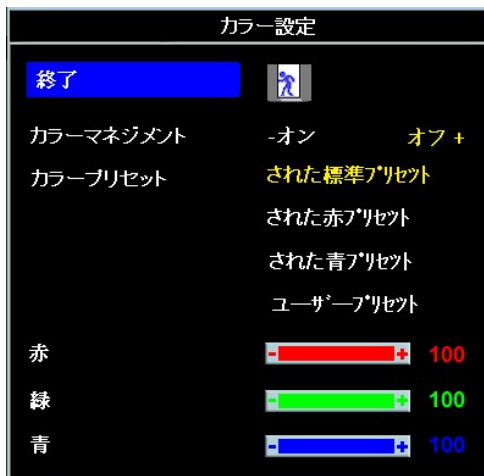 カラー設定
終了
カラーマネジメント -オン オフ +
カラープリセット された標準プリセット
された赤プリセット
された青プリセット
ユーザープリセット
赤 - + 100
緑 - + 100
青 - + 100